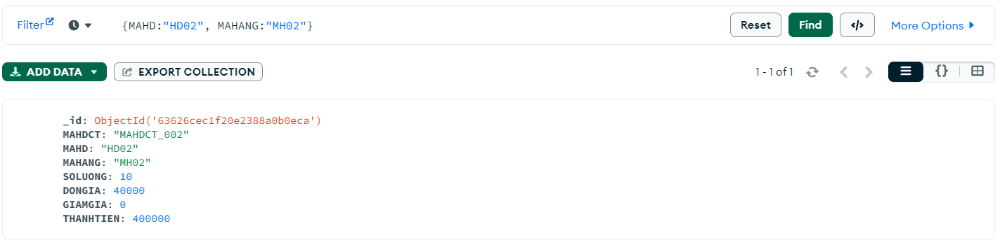 Filter {MAHD:"HD02", MAHANG:"MH02"} Reset Find </> More Options
ADD DATA EXPORT COLLECTION 1 - 1 of 1 {}
_id: ObjectId('63626cec1f20e2388a0b0eca')
MAHDCT: "MAHDCT_002"
MAHD: "HD02"
MAHANG: "MH02"
SOLUONG: 10
DONGIA: 40000
GIAMGIA: 0
THANHTIEN: 400000